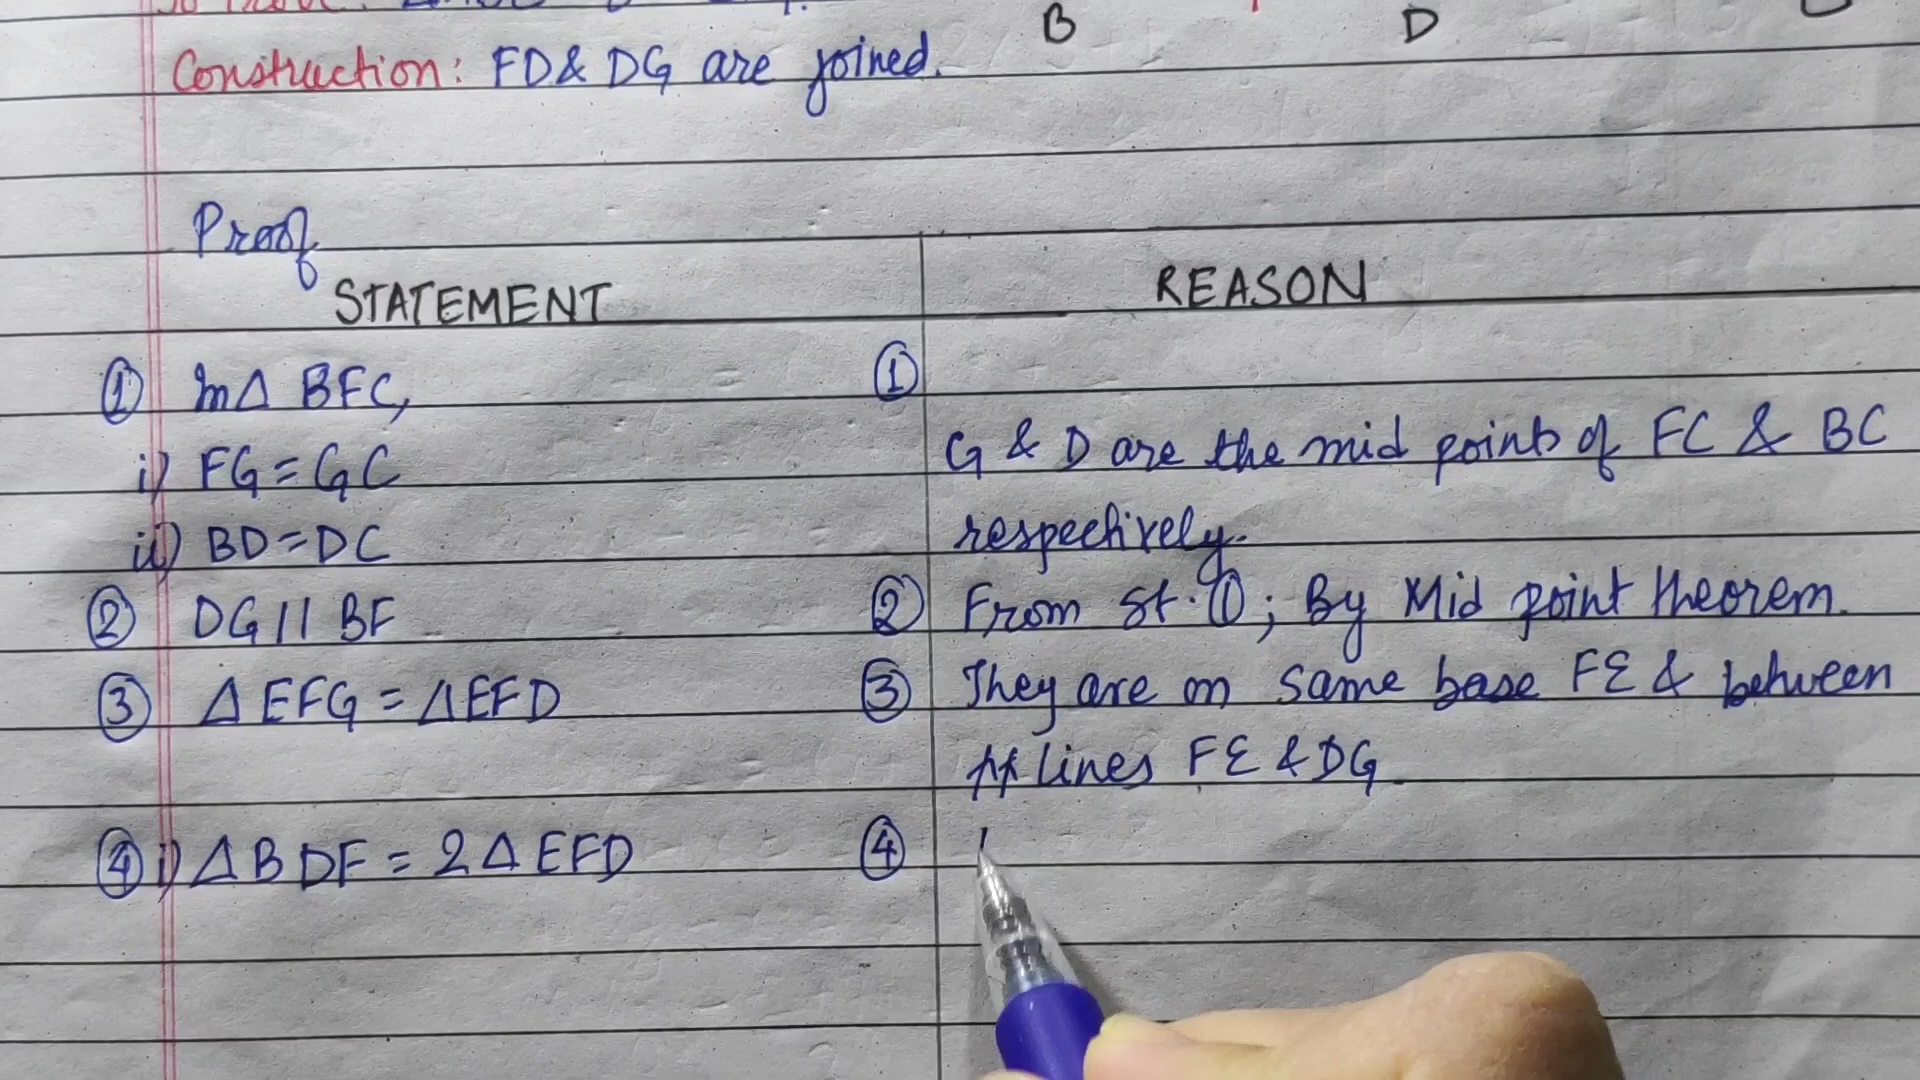 B D
Construction: FD & DG are joined.
Proof
STATEMENT REASON
① In Δ BFC, ①
i) FG = GC G & D are the mid points of FC & BC
ii) BD = DC respectively.
② DG // BF ② From St. ①; By Mid point theorem.
③ Δ EFG = Δ EFD ③ They are on same base FE & between
// lines FE & DG
④ i) Δ BDF = 2 Δ EFD ④